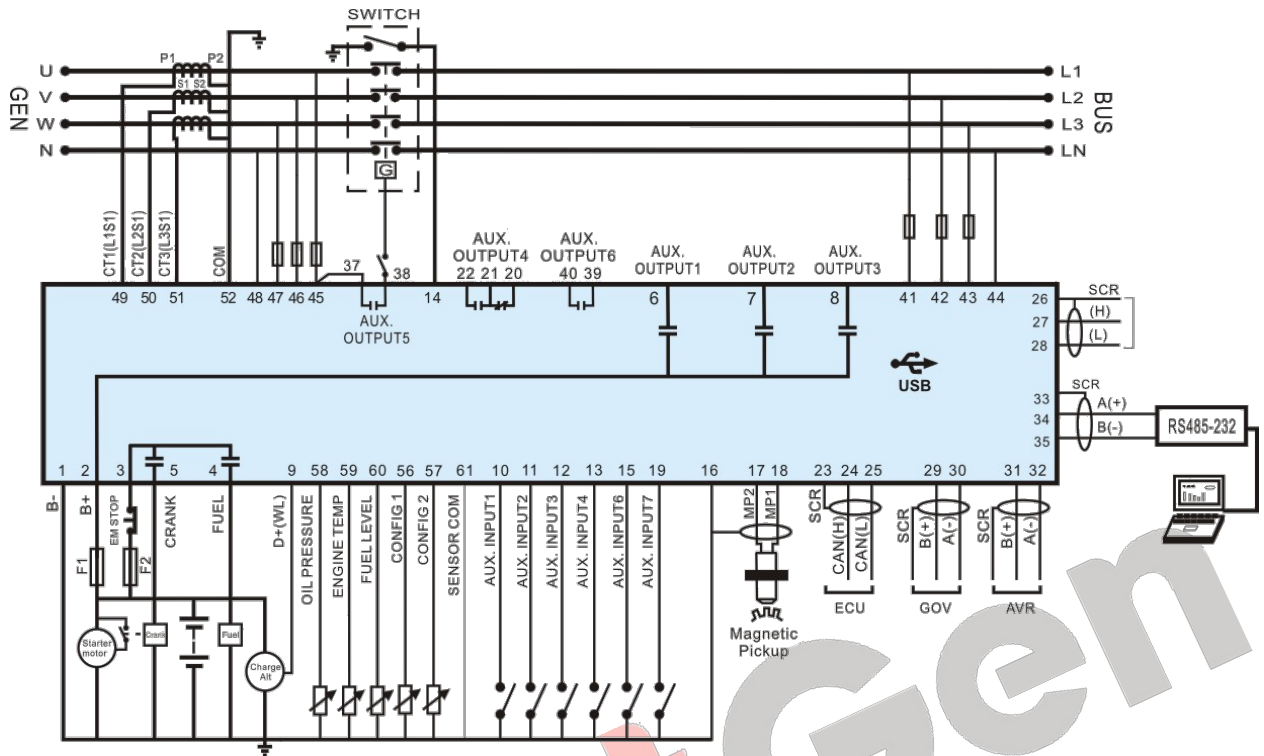 SWITCH
P1 P2
S1 S2
U
V
W
N
GEN
G
L1
L2
L3
LN
BUS
CT1(L1S1)
CT2(L2S1)
CT3(L3S1)
COM
37
38
AUX. OUTPUT4
22 21 20
AUX. OUTPUT6
40 39
AUX. OUTPUT1
AUX. OUTPUT2
AUX. OUTPUT3
49 50 51 52 48 47 46 45
14
6
7
8
41 42 43 44
AUX. OUTPUT5
USB
26 SCR
27 (H)
28 (L)
33 SCR
34 A(+)
35 B(-)
RS485-232
1 2 3 5 4 9 58 59 60 56 57 61 10 11 12 13 15 19 16 17 18 23 24 25 29 30 31 32
B-
B+
EM STOP
CRANK
FUEL
D+(WL)
OIL PRESSURE
ENGINE TEMP
FUEL LEVEL
CONFIG 1
CONFIG 2
SENSOR COM
AUX. INPUT1
AUX. INPUT2
AUX. INPUT3
AUX. INPUT4
AUX. INPUT6
AUX. INPUT7
MP2
MP1
SCR
CAN(H)
CAN(L)
SCR
B(+)
A(-)
SCR
B(+)
A(-)
F1
F2
ECU
GOV
AVR
Starter motor
Crank
Fuel
Charge Alt
Magnetic Pickup
Gen